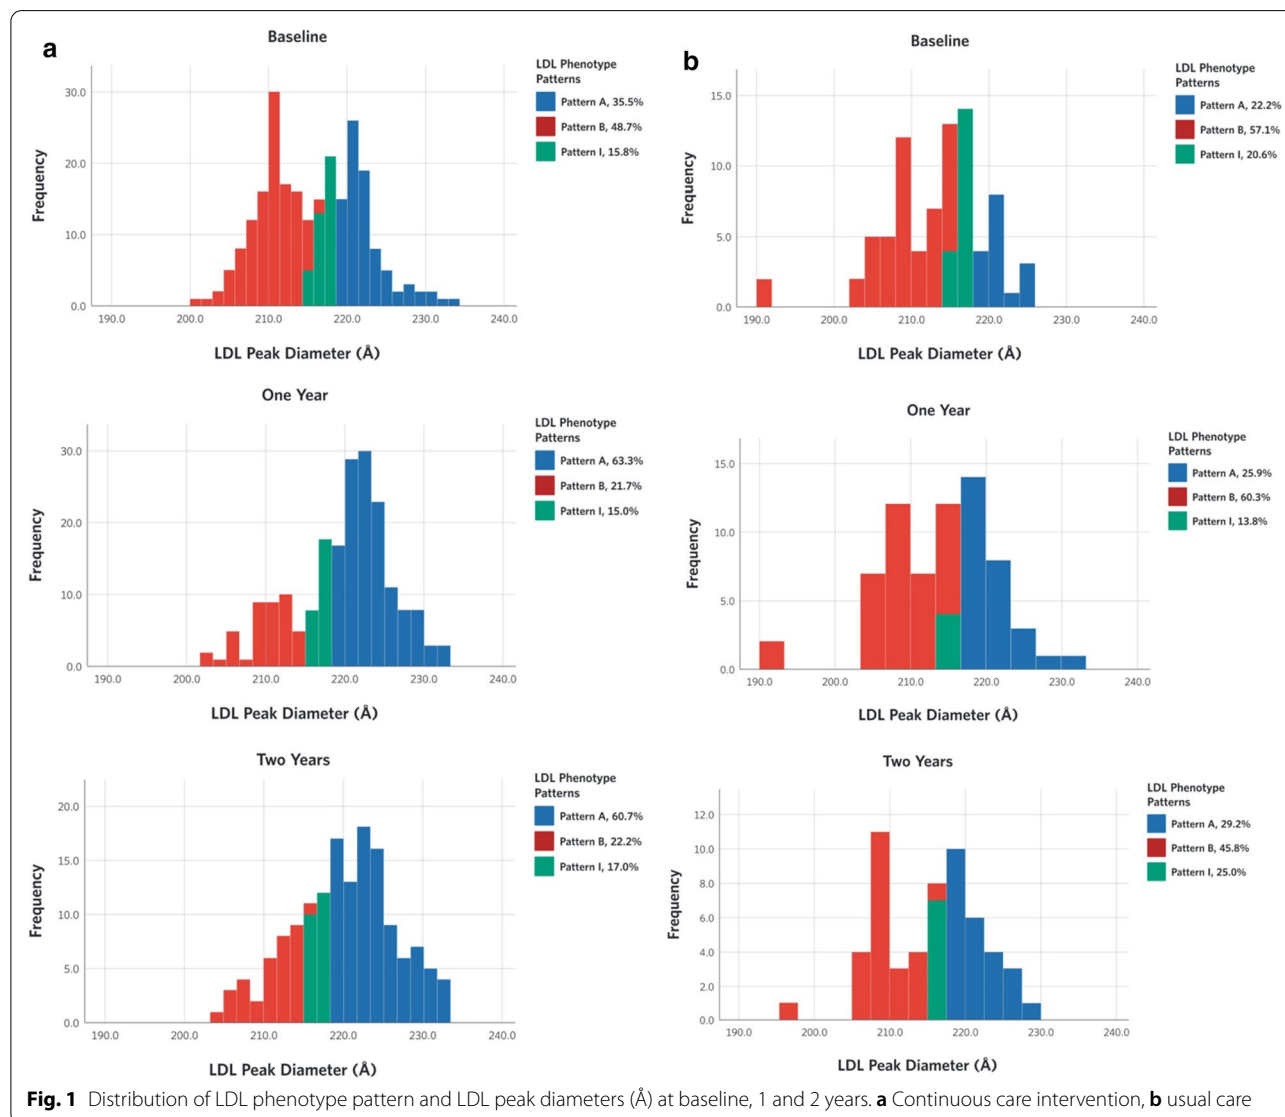 a
Baseline
Frequency
30.0
20.0
10.0
0.0
190.0 200.0 210.0 220.0 230.0 240.0
LDL Peak Diameter (Å)
LDL Phenotype
Patterns
Pattern A, 35.5%
Pattern B, 48.7%
Pattern I, 15.8%
b
Baseline
Frequency
15.0
10.0
5.0
0.0
190.0 200.0 210.0 220.0 230.0 240.0
LDL Peak Diameter (Å)
LDL Phenotype
Patterns
Pattern A, 22.2%
Pattern B, 57.1%
Pattern I, 20.6%
One Year
Frequency
30.0
20.0
10.0
0.0
190.0 200.0 210.0 220.0 230.0 240.0
LDL Peak Diameter (Å)
LDL Phenotype
Patterns
Pattern A, 63.3%
Pattern B, 21.7%
Pattern I, 15.0%
One Year
Frequency
15.0
10.0
5.0
0.0
190.0 200.0 210.0 220.0 230.0 240.0
LDL Peak Diameter (Å)
LDL Phenotype
Patterns
Pattern A, 25.9%
Pattern B, 60.3%
Pattern I, 13.8%
Two Years
Frequency
20.0
15.0
10.0
5.0
0.0
190.0 200.0 210.0 220.0 230.0 240.0
LDL Peak Diameter (Å)
LDL Phenotype
Patterns
Pattern A, 60.7%
Pattern B, 22.2%
Pattern I, 17.0%
Two Years
Frequency
12.0
10.0
8.0
6.0
4.0
2.0
0.0
190.0 200.0 210.0 220.0 230.0 240.0
LDL Peak Diameter (Å)
LDL Phenotype
Patterns
Pattern A, 29.2%
Pattern B, 45.8%
Pattern I, 25.0%
Fig. 1 Distribution of LDL phenotype pattern and LDL peak diameters (Å) at baseline, 1 and 2 years. a Continuous care intervention, b usual care